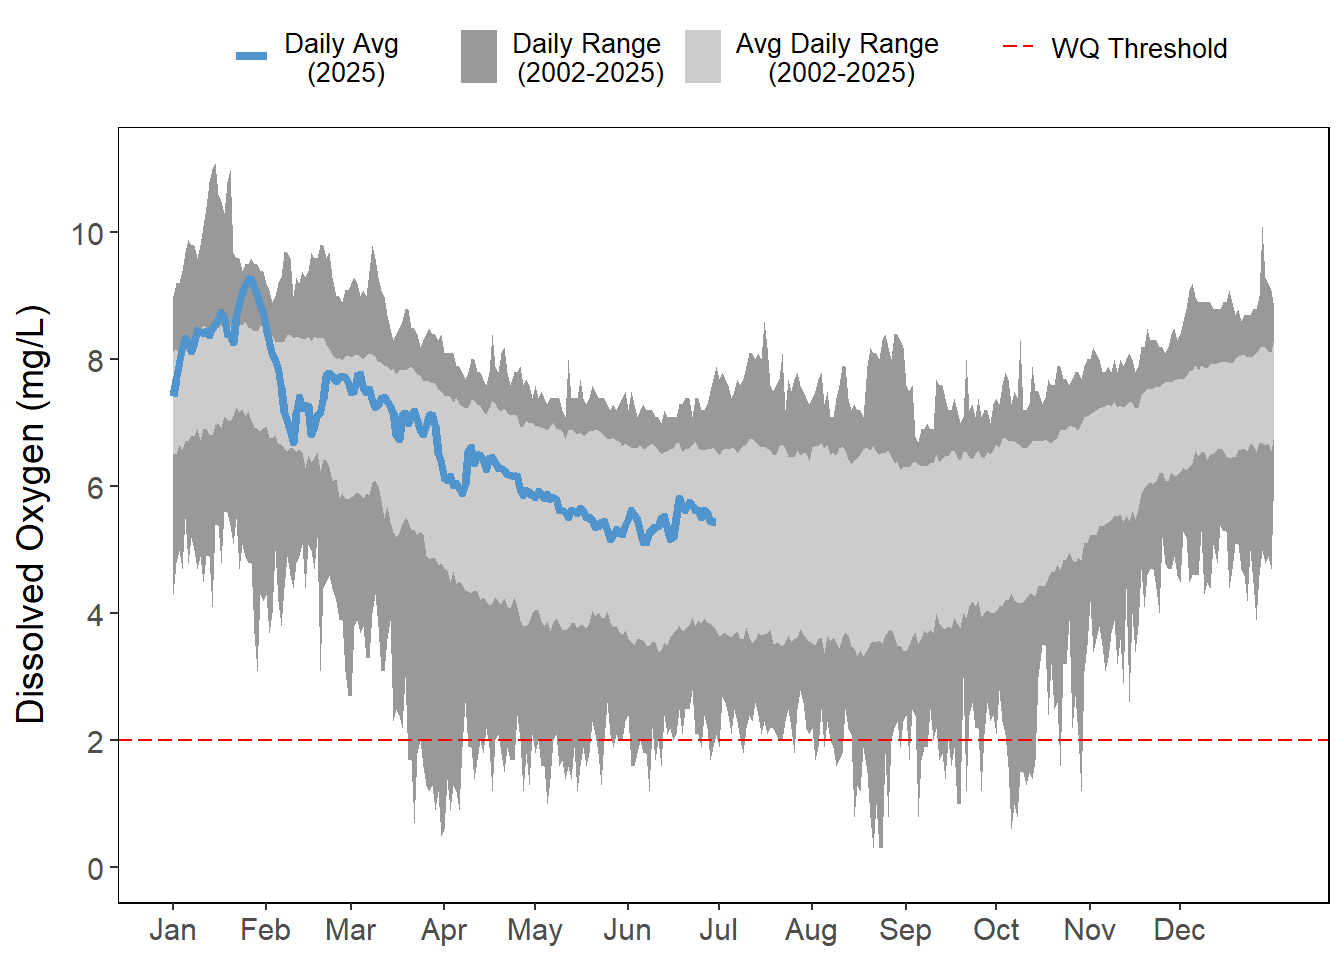 Daily Avg
(2025)
Daily Range
(2002-2025)
Avg Daily Range
(2002-2025)
WQ Threshold
Dissolved Oxygen (mg/L)
10
8
6
4
2
0
Jan Feb Mar Apr May Jun Jul Aug Sep Oct Nov Dec